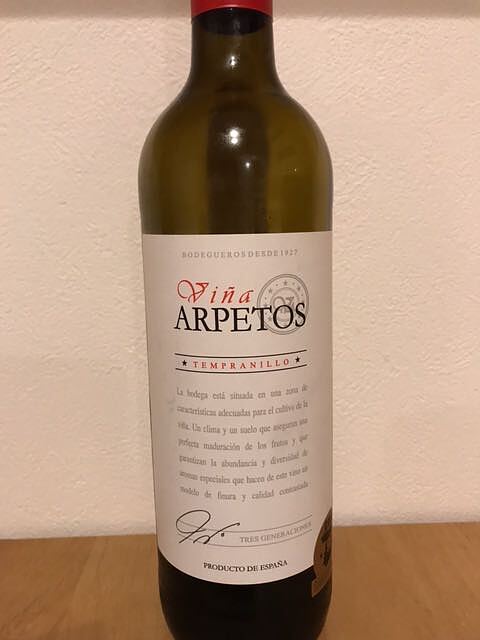 BODEGUEROS DESDE 1927
Viña
ARPETOS
★ TEMPRANILLO ★
La bodega está situada en una zona de
características adecuadas para el cultivo de la
viña. Un clima y un suelo que aseguran una
perfecta maduración de los frutos y que
garantizan la abundancia y diversidad de
aromas especiales que hacen de este vino un
modelo de finura y calidad contrastada
TRES GENERACIONES
PRODUCTO DE ESPAÑA